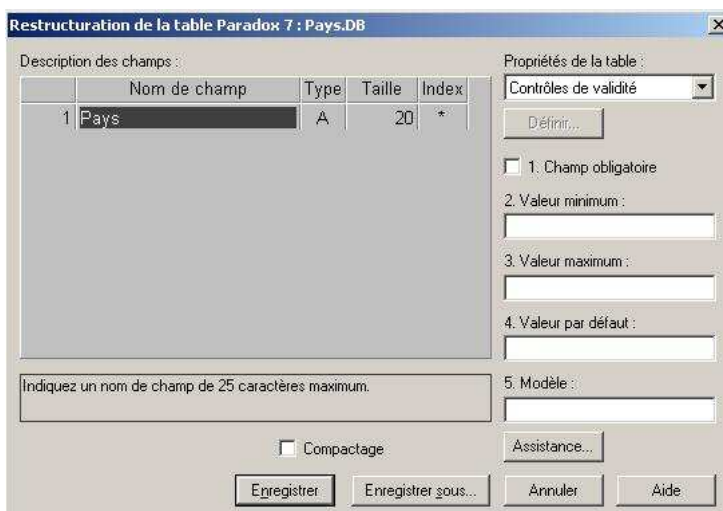 Restructuration de la table Paradox 7 : Pays.DB
Description des champs :
Nom de champ Type Taille Index
1 Pays A 20 *
Indiquez un nom de champ de 25 caractères maximum.
Compactage
Enregistrer Enregistrer sous...
Propriétés de la table :
Contrôles de validité
Définir...
1. Champ obligatoire
2. Valeur minimum :
3. Valeur maximum :
4. Valeur par défaut :
5. Modèle :
Assistance...
Annuler Aide